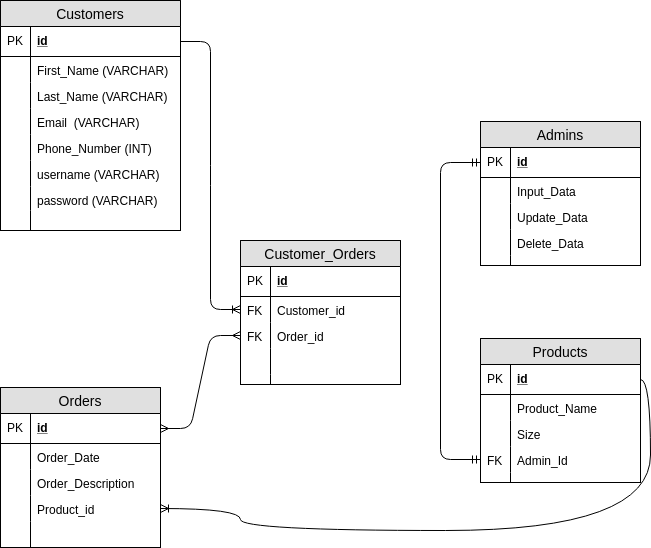 Customers
PK id
First_Name (VARCHAR)
Last_Name (VARCHAR)
Email (VARCHAR)
Phone_Number (INT)
username (VARCHAR)
password (VARCHAR)
Admins
PK id
Input_Data
Update_Data
Delete_Data
Customer_Orders
PK id
FK Customer_id
FK Order_id
Products
PK id
Product_Name
Size
FK Admin_Id
Orders
PK id
Order_Date
Order_Description
Product_id